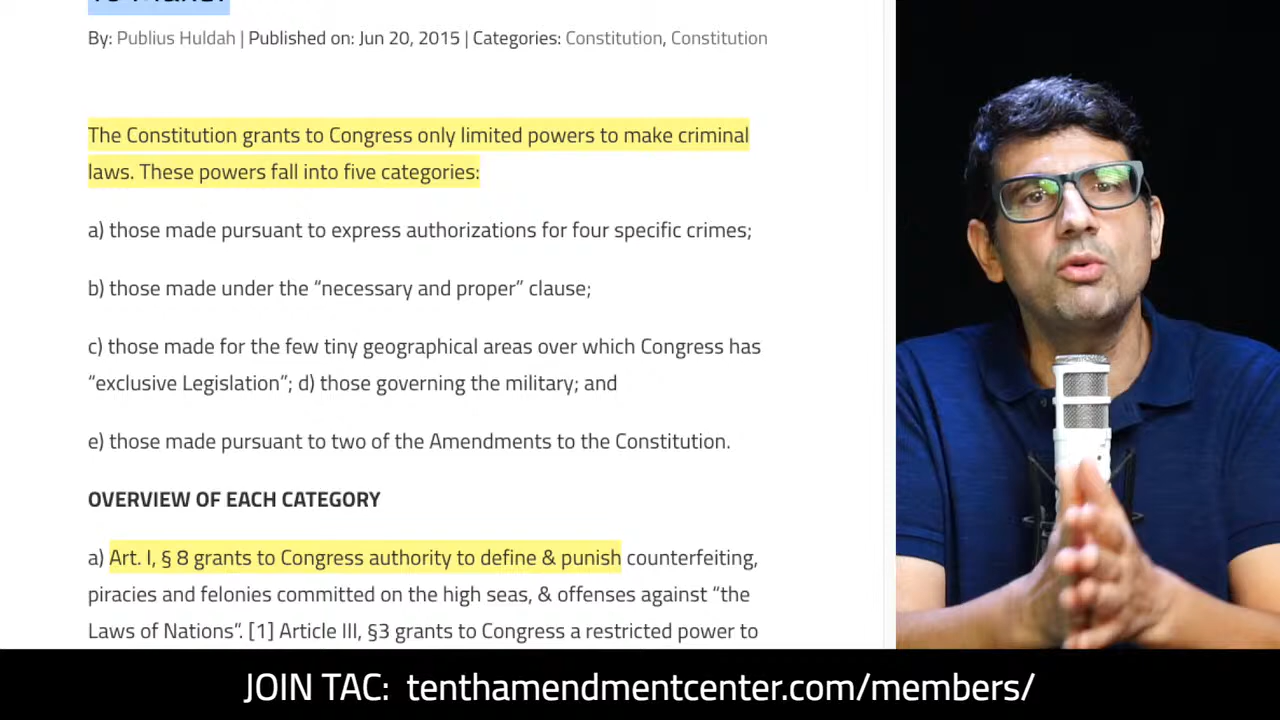 By: Publius Huldah | Published on: Jun 20, 2015 | Categories: Constitution, Constitution
The Constitution grants to Congress only limited powers to make criminal
laws. These powers fall into five categories:
a) those made pursuant to express authorizations for four specific crimes;
b) those made under the “necessary and proper” clause;
c) those made for the few tiny geographical areas over which Congress has
“exclusive Legislation”; d) those governing the military; and
e) those made pursuant to two of the Amendments to the Constitution.
OVERVIEW OF EACH CATEGORY
a) Art. I, § 8 grants to Congress authority to define & punish counterfeiting,
piracies and felonies committed on the high seas, & offenses against “the
Laws of Nations”. [1] Article III, §3 grants to Congress a restricted power to
JOIN TAC: tenthamendmentcenter.com/members/